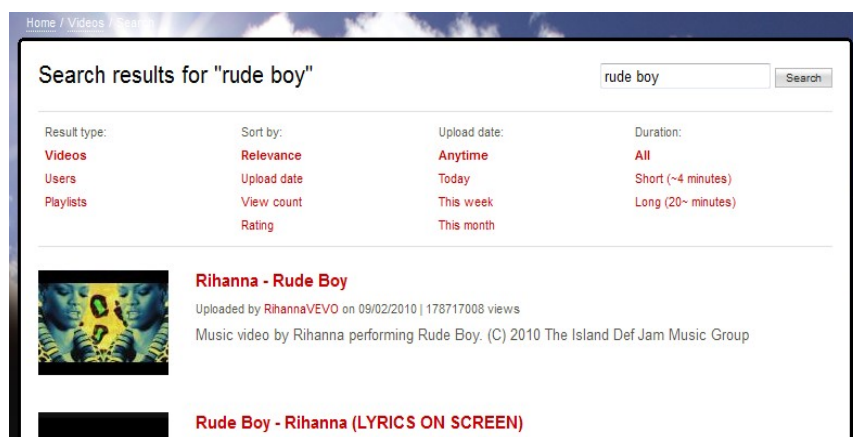 Home / Videos / Search
Search results for "rude boy"
rude boy
Search
Result type:
Sort by:
Upload date:
Duration:
Videos
Relevance
Anytime
All
Users
Upload date
Today
Short (~4 minutes)
Playlists
View count
This week
Long (20~ minutes)
Rating
This month
Rihanna - Rude Boy
Uploaded by RihannaVEVO on 09/02/2010 | 178717008 views
Music video by Rihanna performing Rude Boy. (C) 2010 The Island Def Jam Music Group
Rude Boy - Rihanna (LYRICS ON SCREEN)